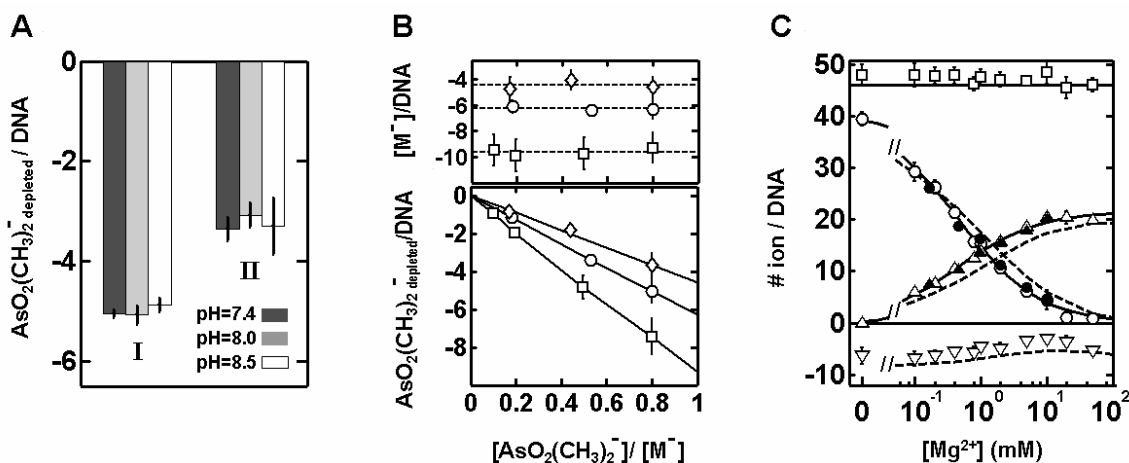 A
AsO₂(CH₃)₂⁻ depleted / DNA
0
-2
-4
-6
I
II
pH=7.4
pH=8.0
pH=8.5
B
[M⁻]/DNA
-4
-6
-8
-10
AsO₂(CH₃)₂⁻ depleted/DNA
0
-2
-4
-6
-8
0 0.2 0.4 0.6 0.8 1
[AsO₂(CH₃)₂⁻]/ [M⁻]
C
# ion / DNA
50
40
30
20
10
0
-10
//
//
//
0 10⁻¹ 10⁰ 10¹ 10²
[Mg²⁺] (mM)